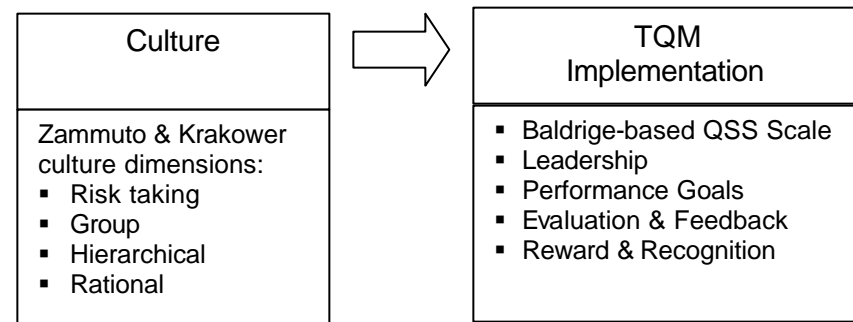 Culture
Zammuto & Krakower
culture dimensions:
▪ Risk taking
▪ Group
▪ Hierarchical
▪ Rational
TQM
Implementation
▪ Baldrige-based QSS Scale
▪ Leadership
▪ Performance Goals
▪ Evaluation & Feedback
▪ Reward & Recognition